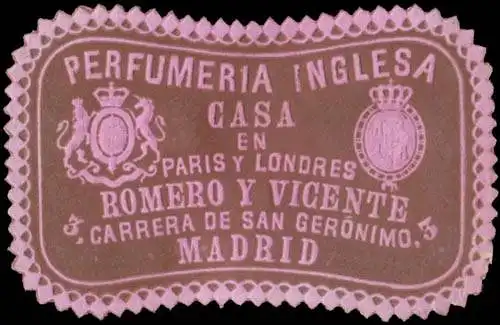 PERFUMERIA INGLESA
CASA
EN
PARIS Y LONDRES
ROMERO Y VICENTE
3, CARRERA DE SAN GERÓNIMO, 3
MADRID